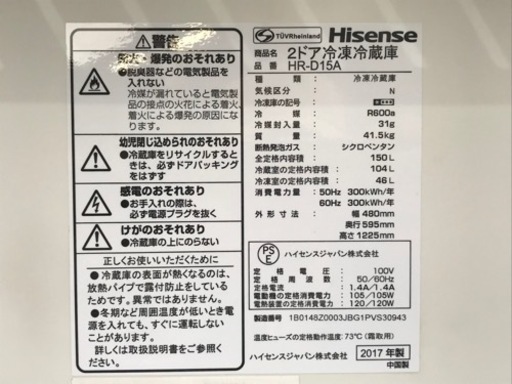 警告
発火・爆発のおそれあり
●脱臭器などの電気製品を入れない
冷媒が漏れていると電気製品の接点の火花による着火、着火による爆発の原因になります。
幼児閉じ込められのおそれあり
●冷蔵庫をリサイクルするときは、必ずドアパッキングをはずす
感電のおそれあり
●お手入れの際は、必ず電源プラグを抜く
けがのおそれあり
●冷蔵庫の上にのらない
正しくお使いいただくために
●冷蔵庫の表面が熱くなるのは、放熱パイプで露付防止をしているためで、異常ではありません
●冬期など周囲温度が低いときは電気代が高くなる場合があります。
詳しくは取扱説明書をごらんください。
TÜVRheinland
Hisense
商品名 2ドア冷凍冷蔵庫
品番 HR-D15A
種類：冷凍冷蔵庫
気候区分：N
冷凍庫の記号：
冷媒：R600a
冷媒封入量：31g
質量：41.5kg
断熱発泡ガス：シクロペンタン
全定格内容積：150L
冷蔵室の定格内容積：104L
冷凍室の定格内容積：46L
消費電力量：50Hz 300kWh/年
60Hz 300kWh/年
外形寸法：幅 480mm
奥行 595mm
高さ 1225mm
PSE
ハイセンスジャパン株式会社
定格電圧：100V
定格周波数：50/60Hz
定格電流：1.4A/1.4A
電動機の定格消費電力：105/105W
電熱装置の定格消費電力：120/120W
製造番号：1B0148Z0003JBG1PVS30943
温度ヒューズの定格動作温度：73℃(霜取用)
ハイセンスジャパン株式会社
2017年製
中国製